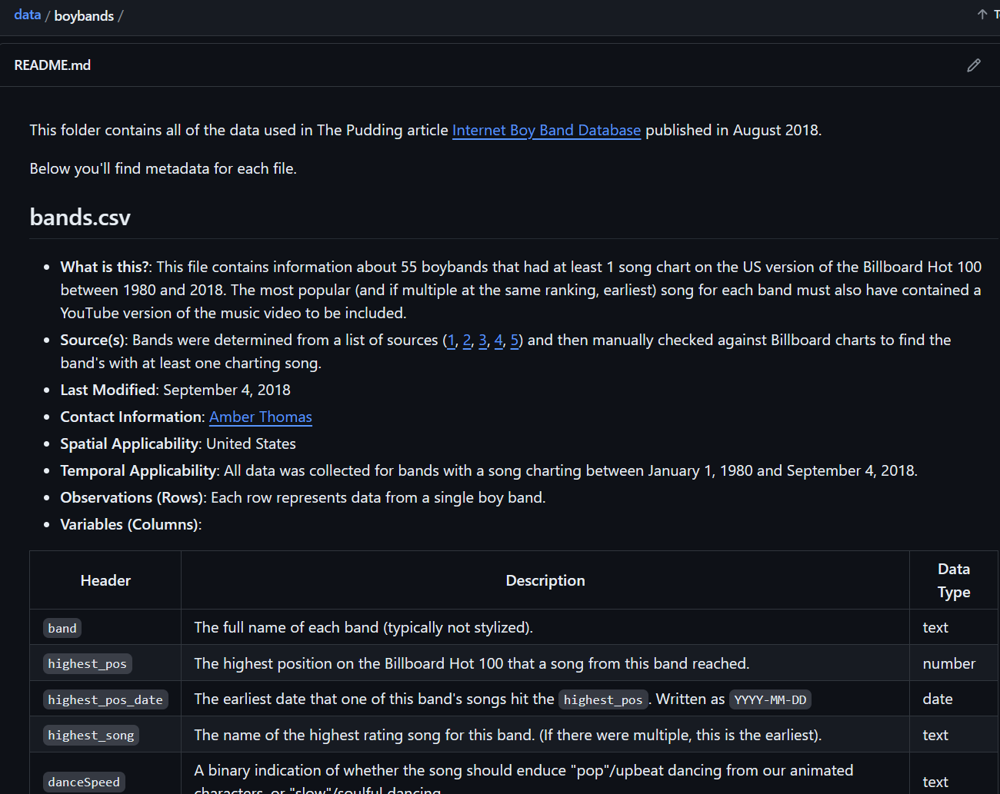 data / boybands /
README.md
This folder contains all of the data used in The Pudding article Internet Boy Band Database published in August 2018.
Below you'll find metadata for each file.
bands.csv
What is this?: This file contains information about 55 boybands that had at least 1 song chart on the US version of the Billboard Hot 100
between 1980 and 2018. The most popular (and if multiple at the same ranking, earliest) song for each band must also have contained a
YouTube version of the music video to be included.
Source(s): Bands were determined from a list of sources (1, 2, 3, 4, 5) and then manually checked against Billboard charts to find the
band's with at least one charting song.
Last Modified: September 4, 2018
Contact Information: Amber Thomas
Spatial Applicability: United States
Temporal Applicability: All data was collected for bands with a song charting between January 1, 1980 and September 4, 2018.
Observations (Rows): Each row represents data from a single boy band.
Variables (Columns):
Header Description Data
Type
band The full name of each band (typically not stylized). text
highest_pos The highest position on the Billboard Hot 100 that a song from this band reached. number
highest_pos_date The earliest date that one of this band's songs hit the highest_pos. Written as YYYY-MM-DD date
highest_song The name of the highest rating song for this band. (If there were multiple, this is the earliest). text
danceSpeed A binary indication of whether the song should enduce "pop"/upbeat dancing from our animated text
characters, or "slow"/soulful dancing